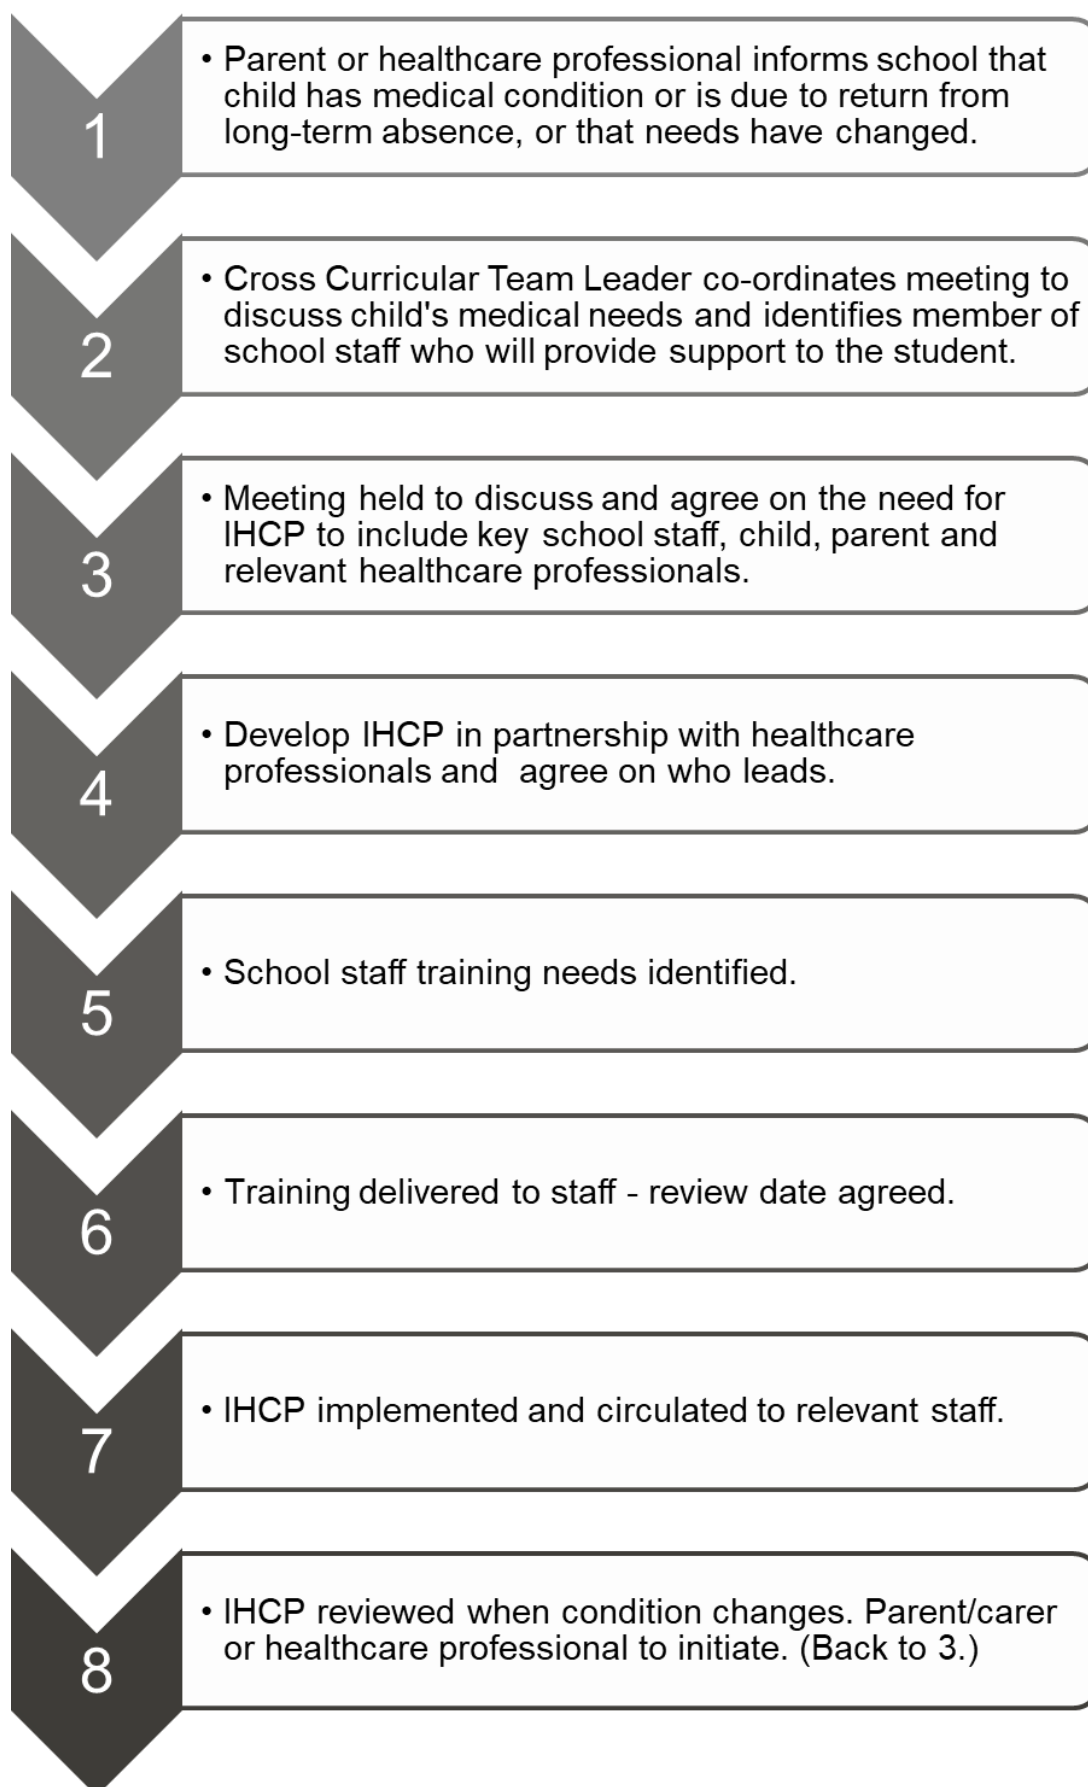 1
• Parent or healthcare professional informs school that
child has medical condition or is due to return from
long-term absence, or that needs have changed.
2
• Cross Curricular Team Leader co-ordinates meeting to
discuss child's medical needs and identifies member of
school staff who will provide support to the student.
3
• Meeting held to discuss and agree on the need for
IHCP to include key school staff, child, parent and
relevant healthcare professionals.
4
• Develop IHCP in partnership with healthcare
professionals and  agree on who leads.
5
• School staff training needs identified.
6
• Training delivered to staff - review date agreed.
7
• IHCP implemented and circulated to relevant staff.
8
• IHCP reviewed when condition changes. Parent/carer
or healthcare professional to initiate. (Back to 3.)